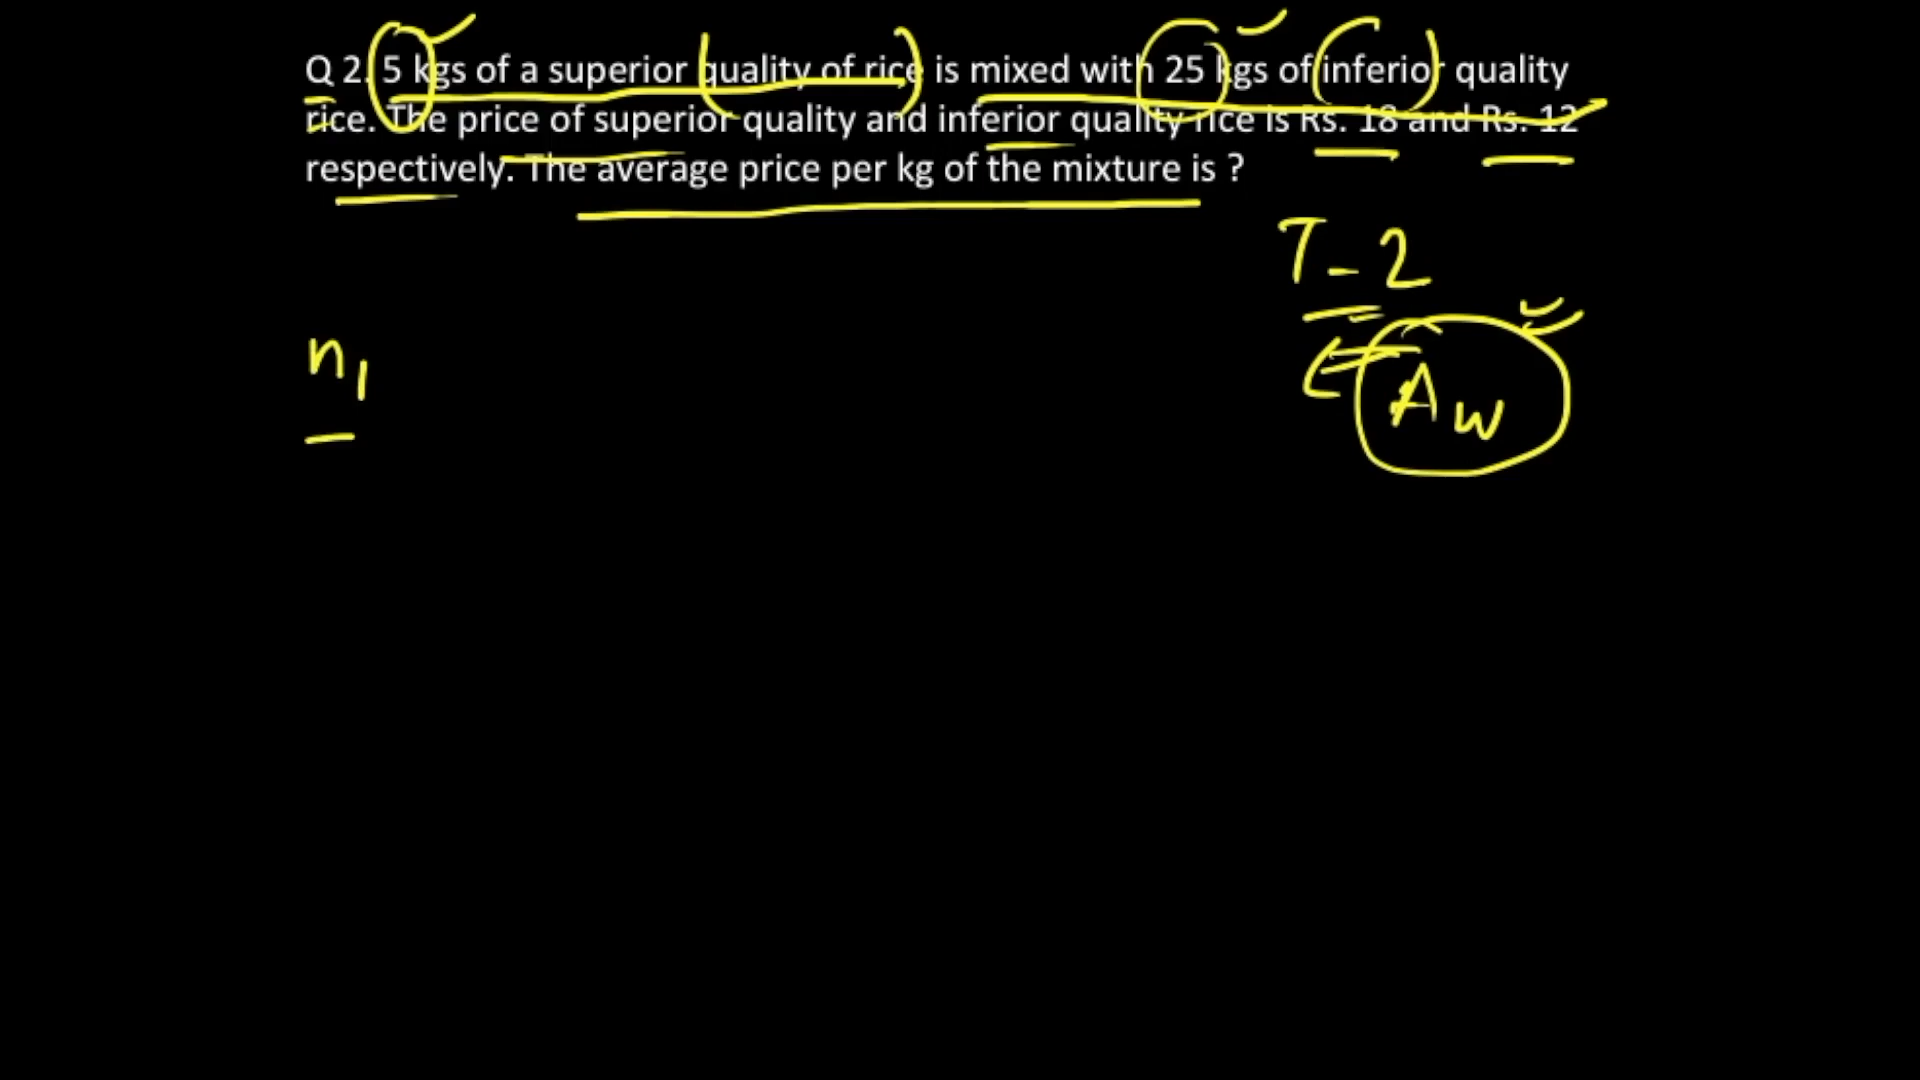 Q 2. 5 kgs of a superior quality of rice is mixed with 25 kgs of inferior quality
rice. The price of superior quality and inferior quality rice is Rs. 18 and Rs. 12
respectively. The average price per kg of the mixture is ?
T-2
n1
Aw